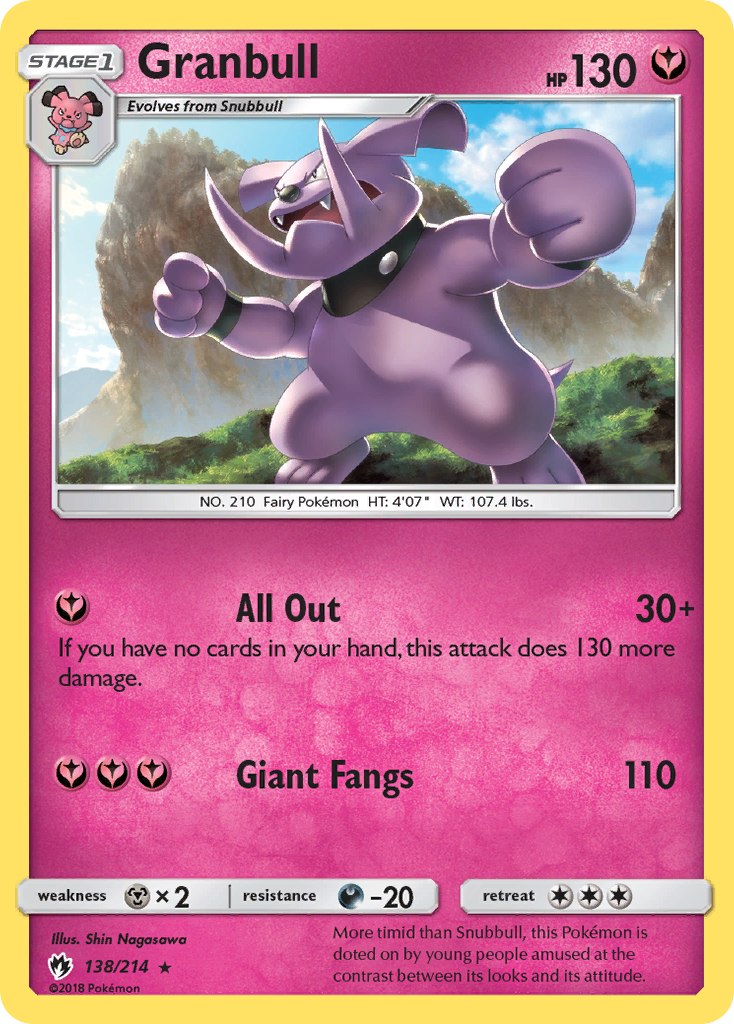 STAGE1
Granbull
HP130
Evolves from Snubbull
NO. 210 Fairy Pokémon HT: 4'07" WT: 107.4 lbs.
All Out 30+
If you have no cards in your hand, this attack does 130 more
damage.
Giant Fangs 110
weakness ×2 resistance -20 retreat
Illus. Shin Nagasawa
138/214 ★
©2018 Pokémon
More timid than Snubbull, this Pokémon is
doted on by young people amused at the
contrast between its looks and its attitude.